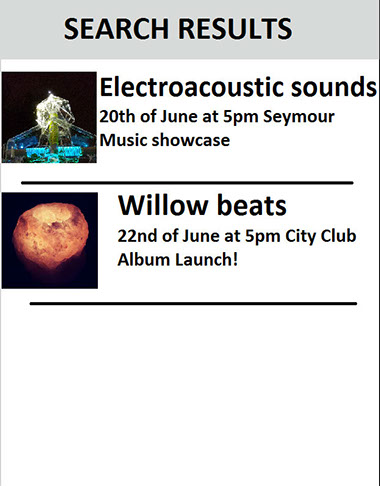 SEARCH RESULTS
Electroacoustic sounds
20th of June at 5pm Seymour
Music showcase
Willow beats
22nd of June at 5pm City Club
Album Launch!